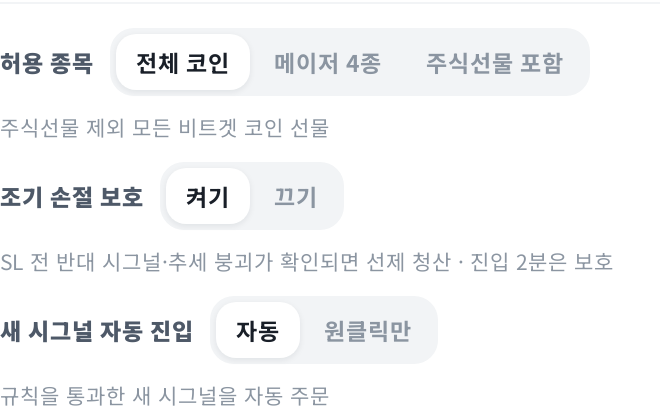 허용 종목 전체 코인 메이저 4종 주식선물 포함
주식선물 제외 모든 비트겟 코인 선물
조기 손절 보호 켜기 끄기
SL 전 반대 시그널·추세 붕괴가 확인되면 선제 청산 · 진입 2분은 보호
새 시그널 자동 진입 자동 원클릭만
규칙을 통과한 새 시그널을 자동 주문